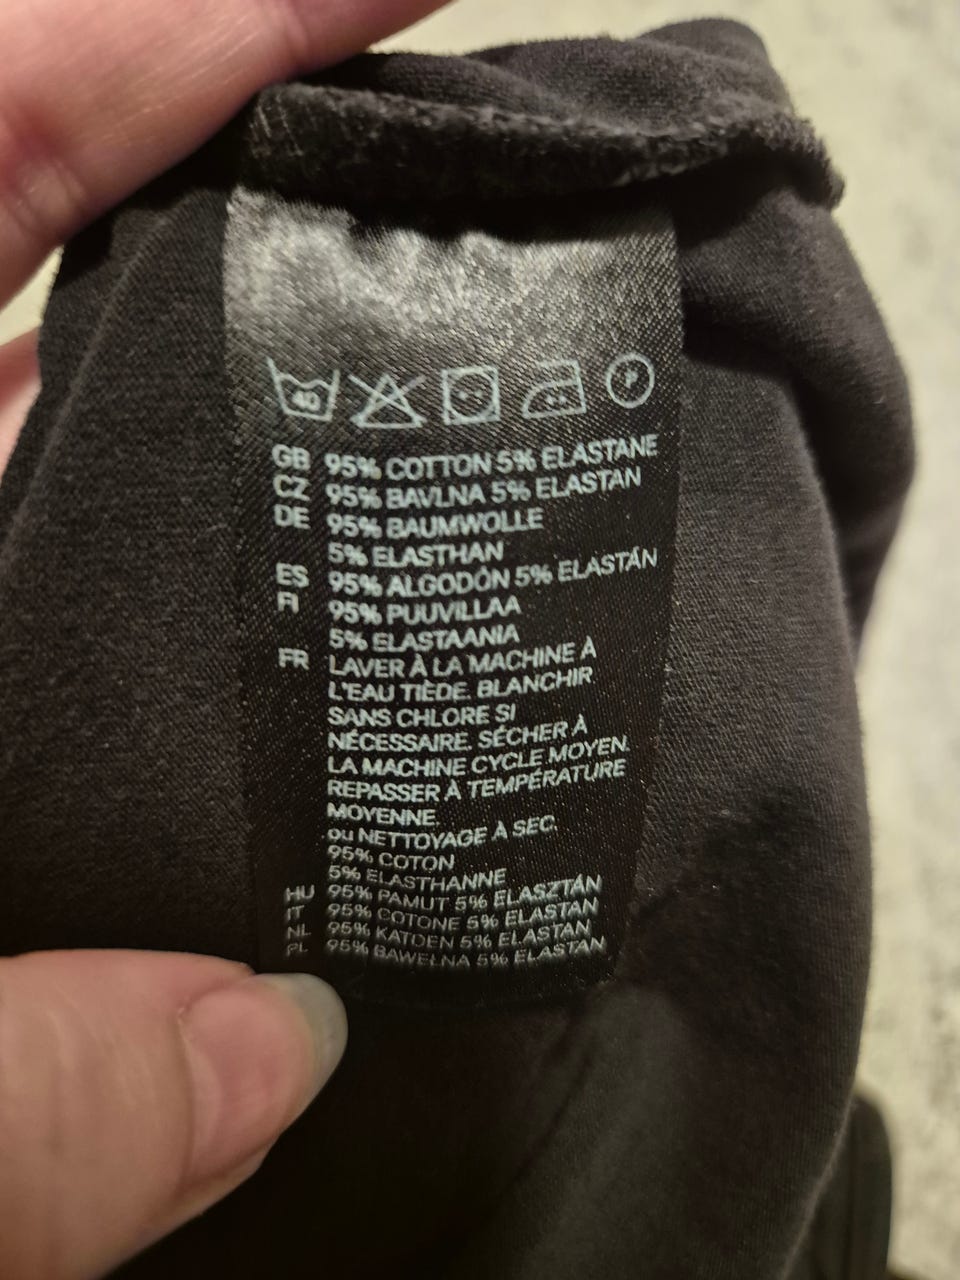 40 P
GB 95% COTTON 5% ELASTANE
CZ 95% BAVLNA 5% ELASTAN
DE 95% BAUMWOLLE
5% ELASTHAN
ES 95% ALGODÓN 5% ELASTÁN
FI 95% PUUVILLAA
5% ELASTAANIA
FR LAVER À LA MACHINE À
L'EAU TIÈDE. BLANCHIR
SANS CHLORE SI
NÉCESSAIRE. SÉCHER À
LA MACHINE CYCLE MOYEN.
REPASSER À TEMPÉRATURE
MOYENNE.
ou NETTOYAGE À SEC.
95% COTON
5% ELASTHANNE
HU 95% PAMUT 5% ELASZTÁN
IT 95% COTONE 5% ELASTAN
NL 95% KATOEN 5% ELASTAN
PL 95% BAWEŁNA 5% ELASTAN